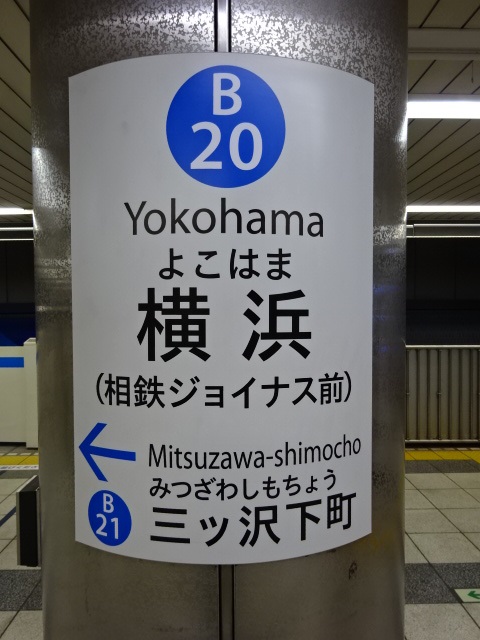 B
20
Yokohama
よこはま
横浜
(相鉄ジョイナス前)
Mitsuzawa-shimocho
みつざわしもちょう
B
21
三ッ沢下町